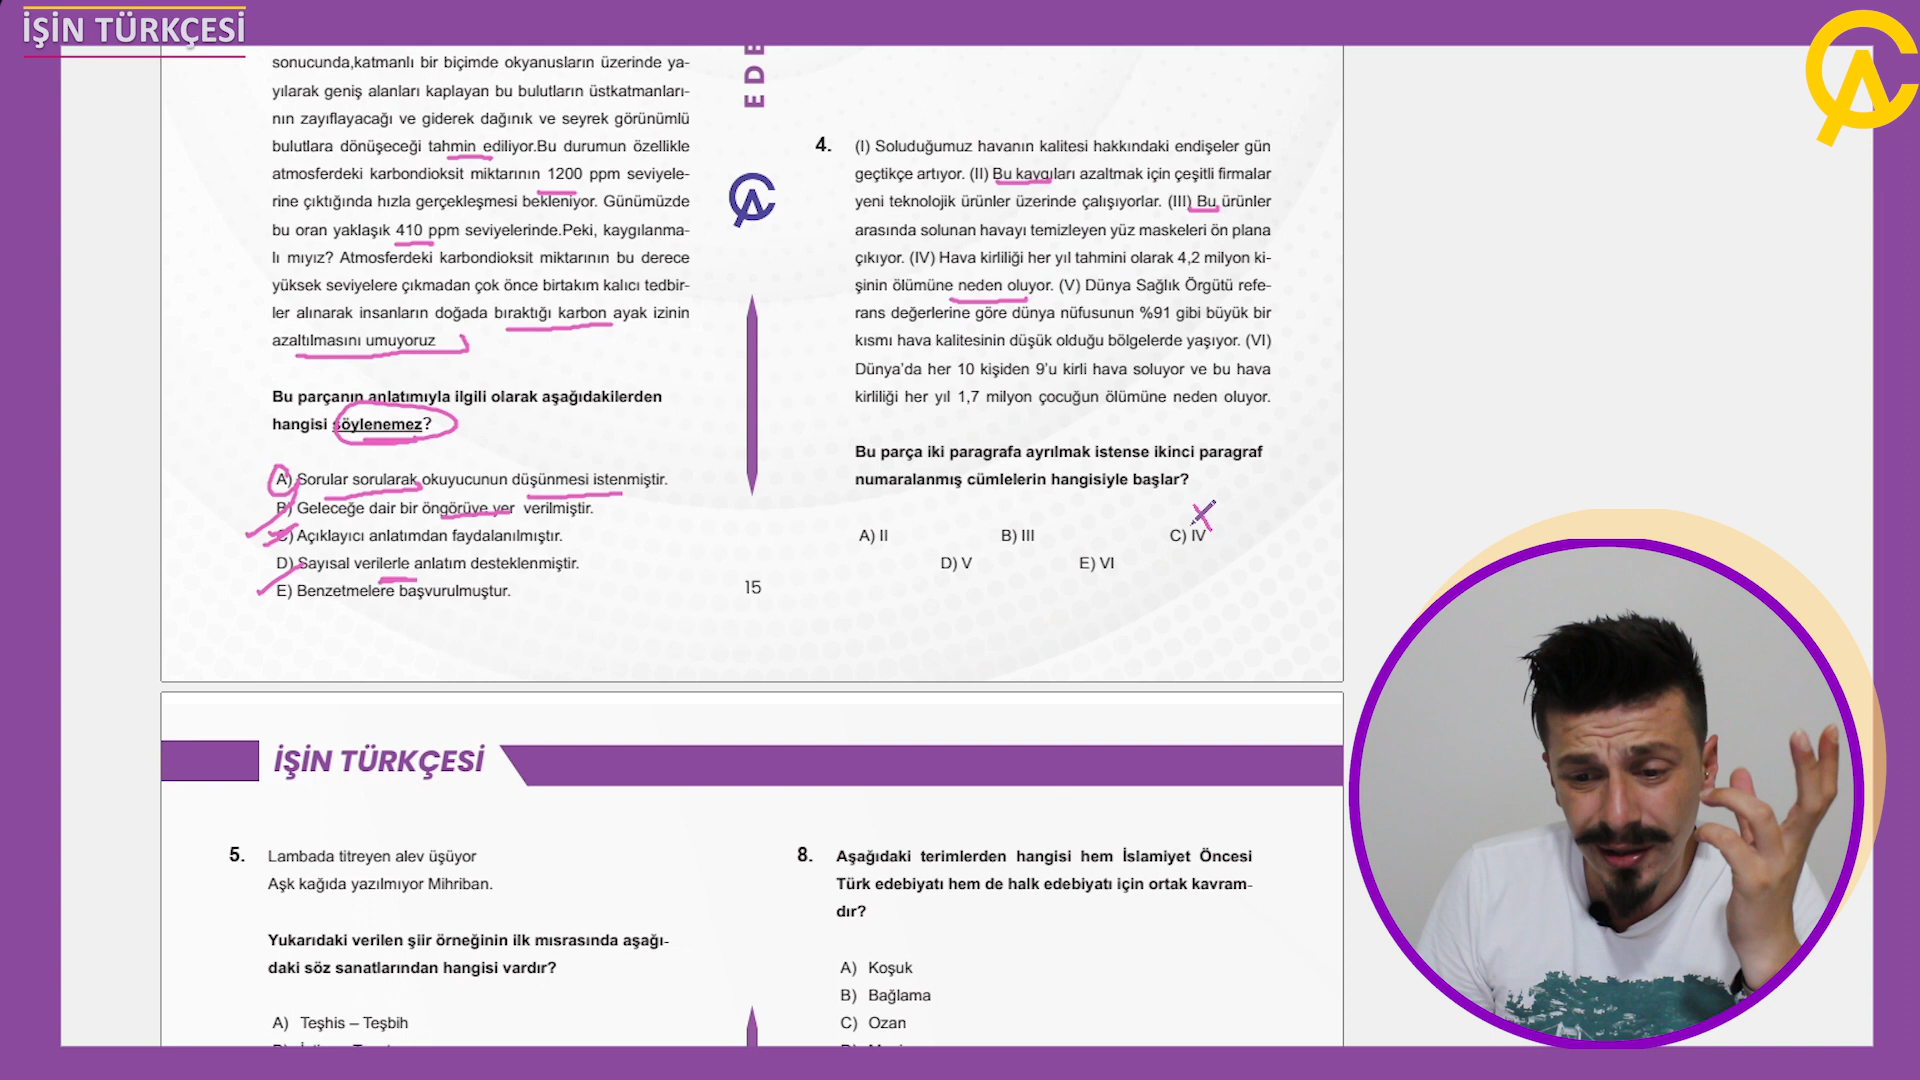 İŞİN TÜRKÇESİ
sonucunda,katmanlı bir biçimde okyanusların üzerinde ya-
yılarak geniş alanları kaplayan bu bulutların üstkatmanları-
nın zayıflayacağı ve giderek dağınık ve seyrek görünümlü
bulutlara dönüşeceği tahmin ediliyor.Bu durumun özellikle
atmosferdeki karbondioksit miktarının 1200 ppm seviyele-
rine çıktığında hızla gerçekleşmesi bekleniyor. Günümüzde
bu oran yaklaşık 410 ppm seviyelerinde.Peki, kaygılanma-
lı mıyız? Atmosferdeki karbondioksit miktarının bu derece
yüksek seviyelere çıkmadan çok önce birtakım kalıcı tedbir-
ler alınarak insanların doğada bıraktığı karbon ayak izinin
azaltılmasını umuyoruz
Bu parçanın anlatımıyla ilgili olarak aşağıdakilerden
hangisi söylenemez?
A) Sorular sorularak okuyucunun düşünmesi istenmiştir.
B) Geleceğe dair bir öngörüye yer verilmiştir.
C) Açıklayıcı anlatımdan faydalanılmıştır.
D) Sayısal verilerle anlatım desteklenmiştir.
E) Benzetmelere başvurulmuştur.
E D E
15
4. (I) Soluduğumuz havanın kalitesi hakkındaki endişeler gün
geçtikçe artıyor. (II) Bu kaygıları azaltmak için çeşitli firmalar
yeni teknolojik ürünler üzerinde çalışıyorlar. (III) Bu ürünler
arasında solunan havayı temizleyen yüz maskeleri ön plana
çıkıyor. (IV) Hava kirliliği her yıl tahmini olarak 4,2 milyon ki-
şinin ölümüne neden oluyor. (V) Dünya Sağlık Örgütü refe-
rans değerlerine göre dünya nüfusunun %91 gibi büyük bir
kısmı hava kalitesinin düşük olduğu bölgelerde yaşıyor. (VI)
Dünya'da her 10 kişiden 9'u kirli hava soluyor ve bu hava
kirliliği her yıl 1,7 milyon çocuğun ölümüne neden oluyor.
Bu parça iki paragrafa ayrılmak istense ikinci paragraf
numaralanmış cümlelerin hangisiyle başlar?
A) II B) III C) IV
D) V E) VI
İŞİN TÜRKÇESİ
5. Lambada titreyen alev üşüyor
Aşk kağıda yazılmıyor Mihriban.
Yukarıdaki verilen şiir örneğinin ilk mısrasında aşağı-
daki söz sanatlarından hangisi vardır?
A) Teşhis – Teşbih
8. Aşağıdaki terimlerden hangisi hem İslamiyet Öncesi
Türk edebiyatı hem de halk edebiyatı için ortak kavram-
dır?
A) Koşuk
B) Bağlama
C) Ozan